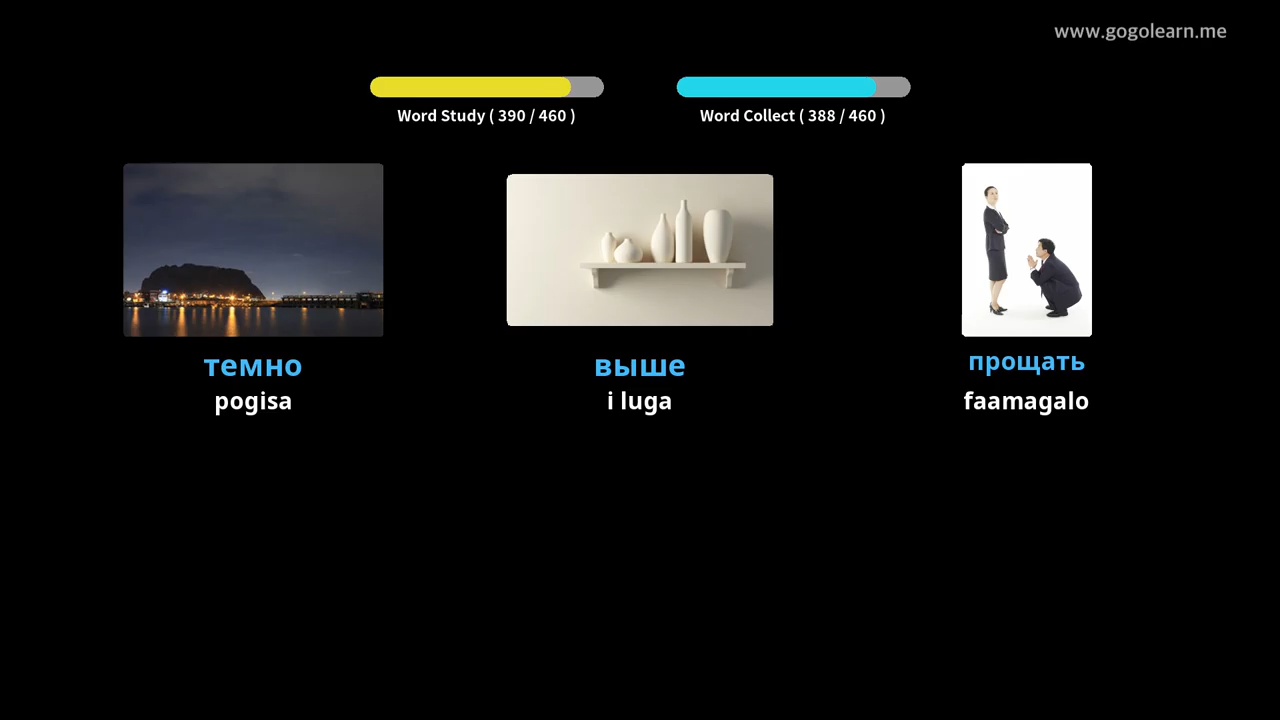 www.gogolearn.me
Word Study ( 390 / 460 )
Word Collect ( 388 / 460 )
темно
выше
прощать
pogisa
i luga
faamagalo